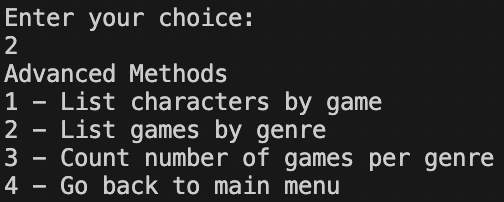 Enter your choice:
2
Advanced Methods
1 – List characters by game
2 – List games by genre
3 – Count number of games per genre
4 – Go back to main menu